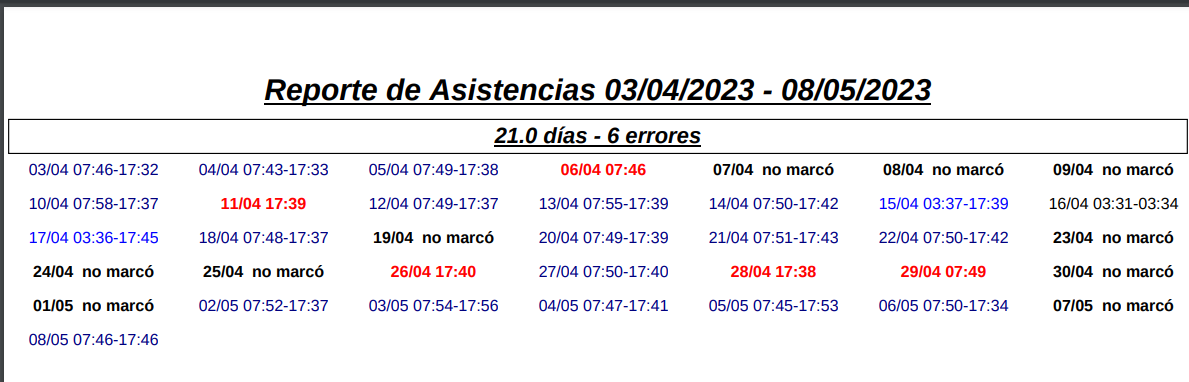 Reporte de Asistencias 03/04/2023 - 08/05/2023
21.0 días - 6 errores
03/04 07:46-17:32 04/04 07:43-17:33 05/04 07:49-17:38 06/04 07:46 07/04 no marcó 08/04 no marcó 09/04 no marcó
10/04 07:58-17:37 11/04 17:39 12/04 07:49-17:37 13/04 07:55-17:39 14/04 07:50-17:42 15/04 03:37-17:39 16/04 03:31-03:34
17/04 03:36-17:45 18/04 07:48-17:37 19/04 no marcó 20/04 07:49-17:39 21/04 07:51-17:43 22/04 07:50-17:42 23/04 no marcó
24/04 no marcó 25/04 no marcó 26/04 17:40 27/04 07:50-17:40 28/04 17:38 29/04 07:49 30/04 no marcó
01/05 no marcó 02/05 07:52-17:37 03/05 07:54-17:56 04/05 07:47-17:41 05/05 07:45-17:53 06/05 07:50-17:34 07/05 no marcó
08/05 07:46-17:46